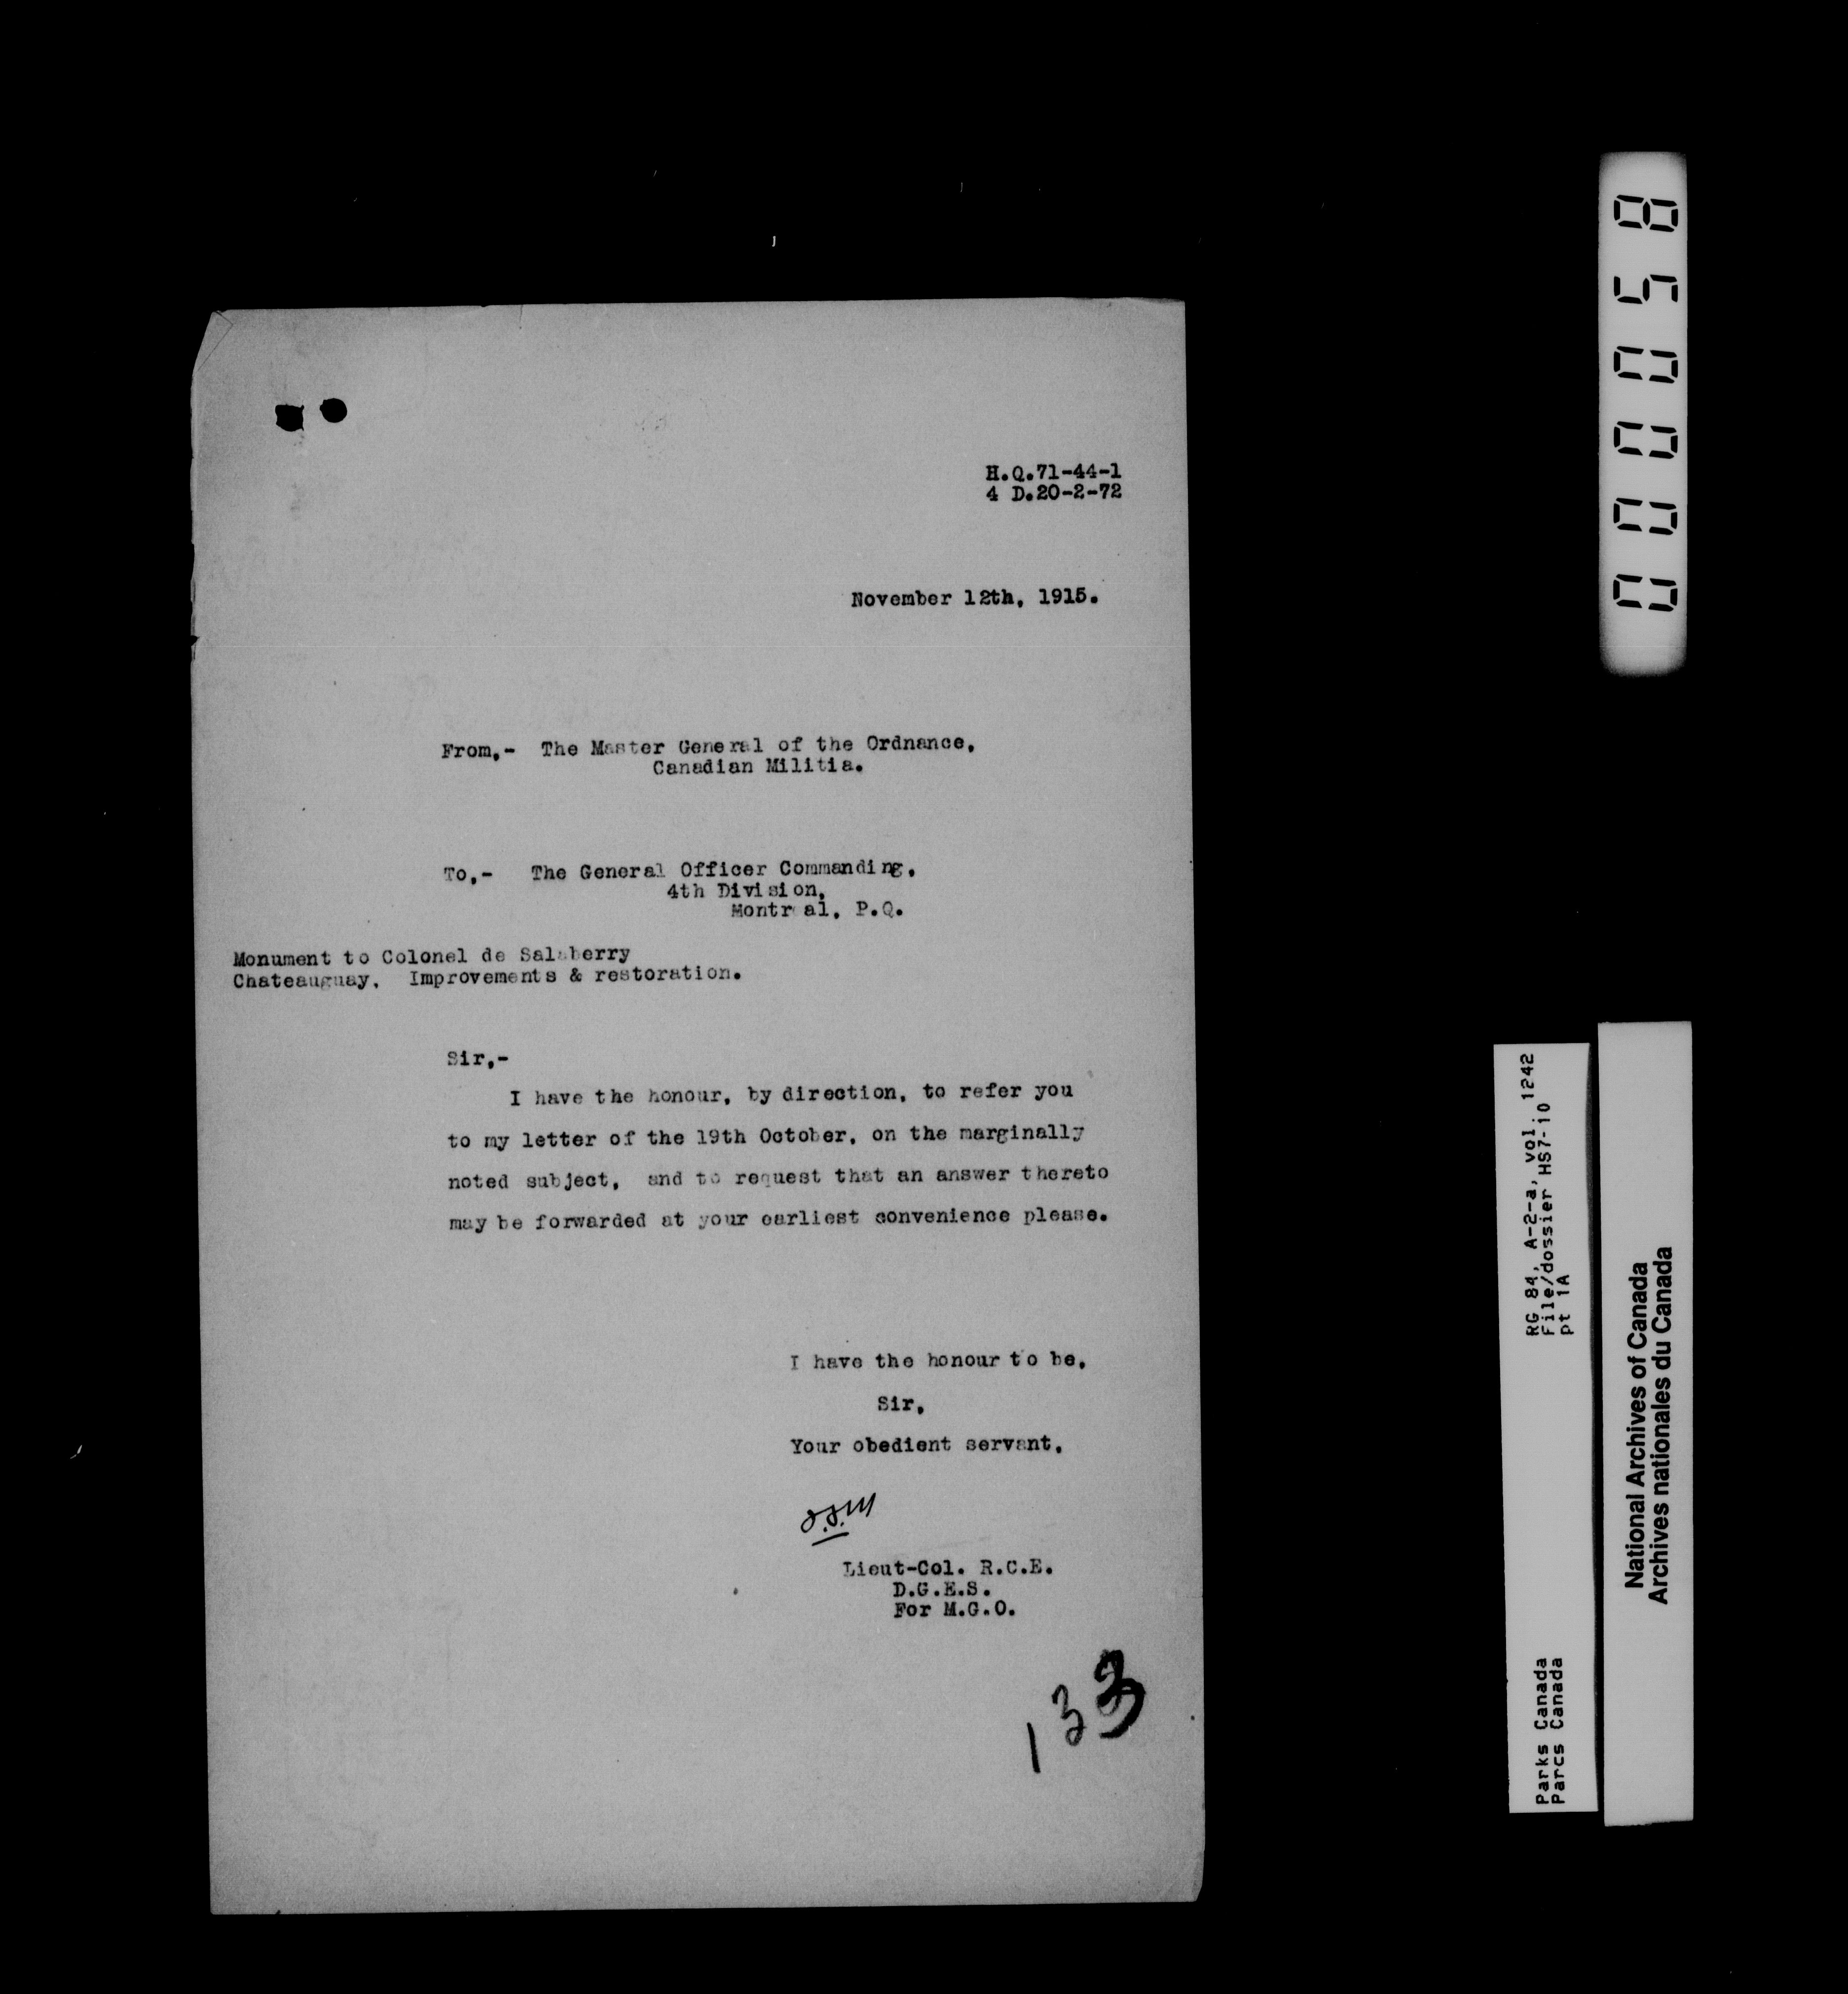 H.Q.71-44-1
4 D.20-2-72
November 12th, 1915.
From,- The Master General of the Ordnance,
Canadian Militia.
To,- The General Officer Commanding,
4th Division,
Montreal, P.Q.
Monument to Colonel de Salaberry
Chateauguay, Improvements & restoration.
Sir,-
I have the honour, by direction, to refer you
to my letter of the 19th October, on the marginally
noted subject, and to request that an answer thereto
may be forwarded at your earliest convenience please.
I have the honour to be,
Sir,
Your obedient servant,
Lieut-Col. R.C.E.
D.G.E.S.
For M.G.O.
133
000058
RG 84, A-2-a, vol. 1242
File/dossier HS7-10
pt 1A
Parks Canada
Parcs Canada
National Archives of Canada
Archives nationales du Canada